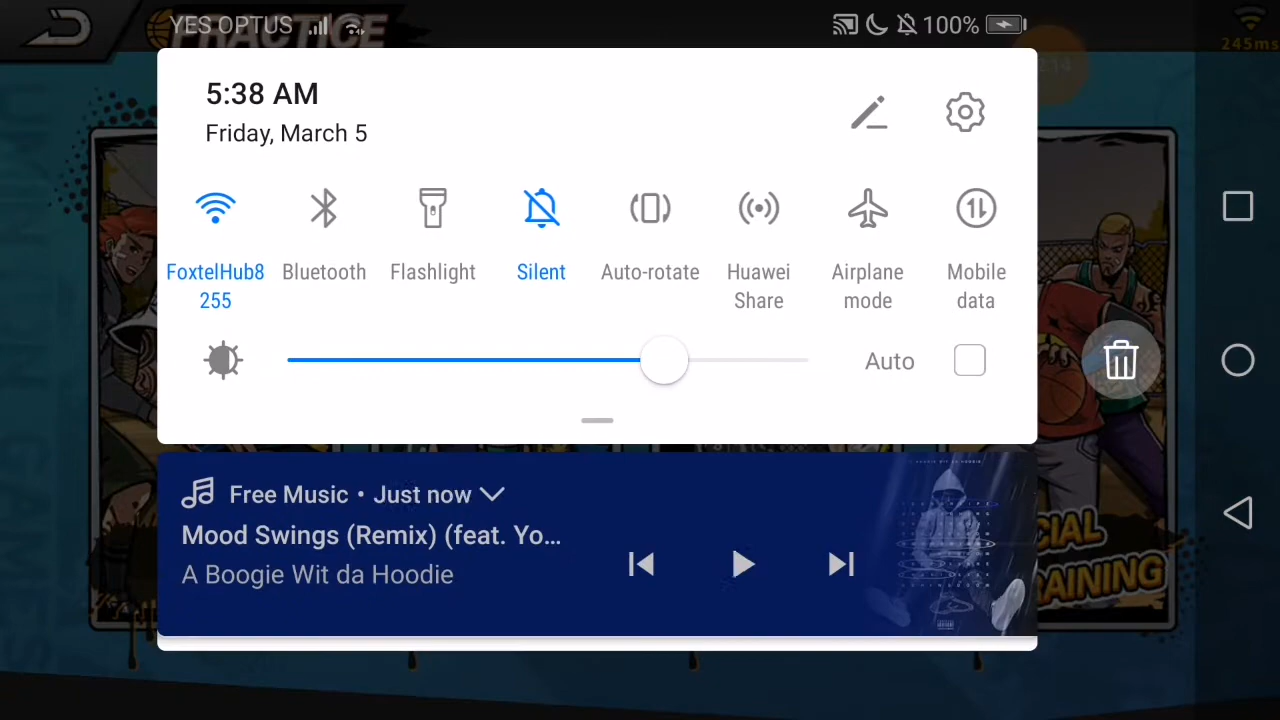 YES OPTUS
100%
PRACTICE
245ms
5:38 AM
Friday, March 5
FoxtelHub8
255
Bluetooth
Flashlight
Silent
Auto-rotate
Huawei
Share
Airplane
mode
Mobile
data
Auto
Free Music • Just now
Mood Swings (Remix) (feat. Yo...
A Boogie Wit da Hoodie